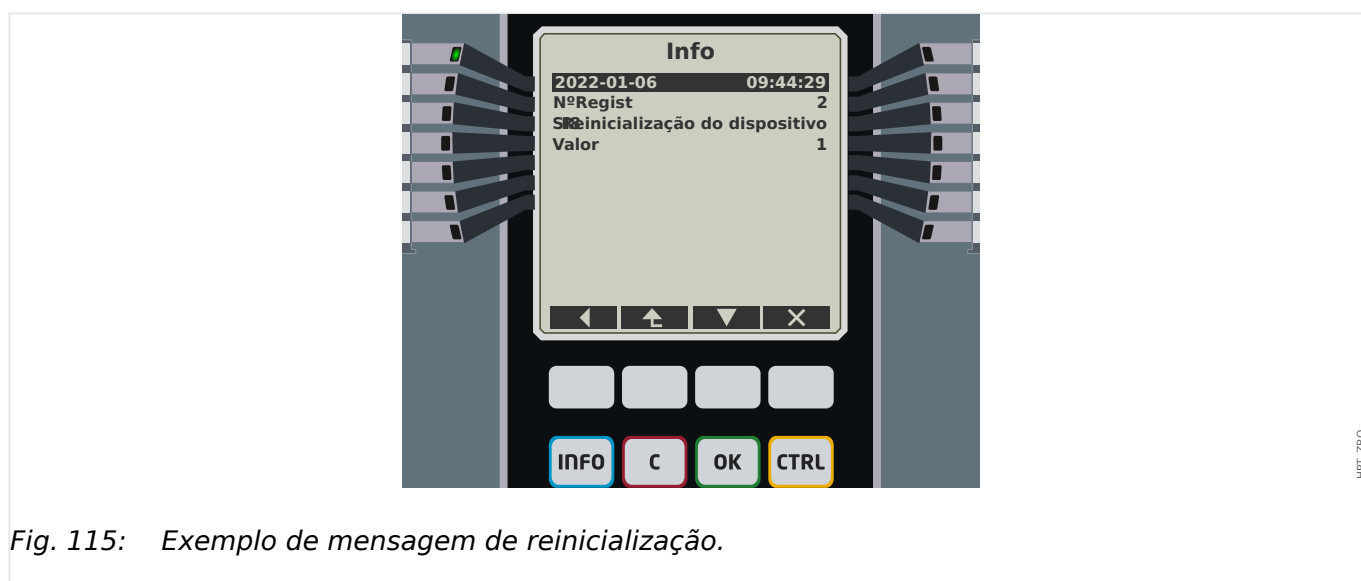 Info
2022-01-06 09:44:29
NºRegist 2
Reinicialização do dispositivo
Valor 1
INFO C OK CTRL
Fig. 115: Exemplo de mensagem de reinicialização.